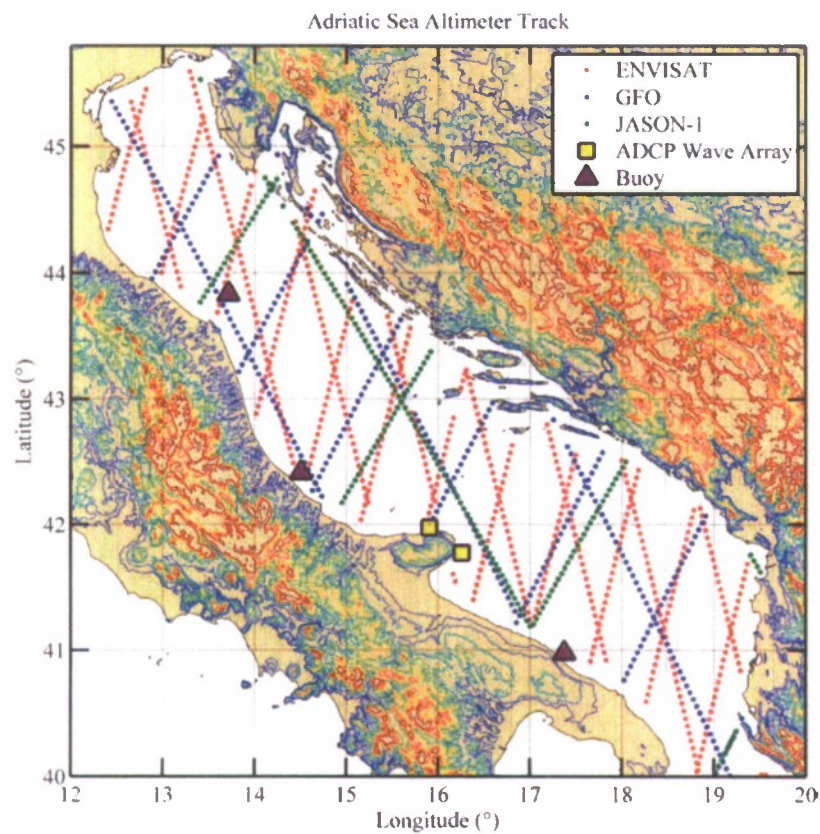 Adriatic Sea Altimeter Track
ENVISAT
GFO
JASON-1
ADCP Wave Array
Buoy
45
44
43
42
41
40
Latitude (°)
12 13 14 15 16 17 18 19 20
Longitude (°)